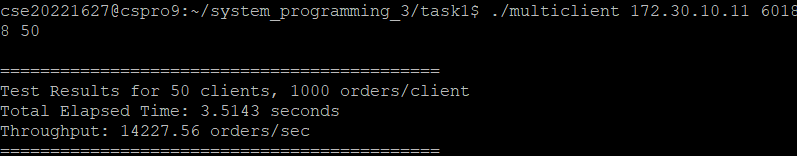 cse20221627@cspro9:~/system_programming_3/task1$ ./multiclient 172.30.10.11 6018
8 50
============================================
Test Results for 50 clients, 1000 orders/client
Total Elapsed Time: 3.5143 seconds
Throughput: 14227.56 orders/sec
============================================